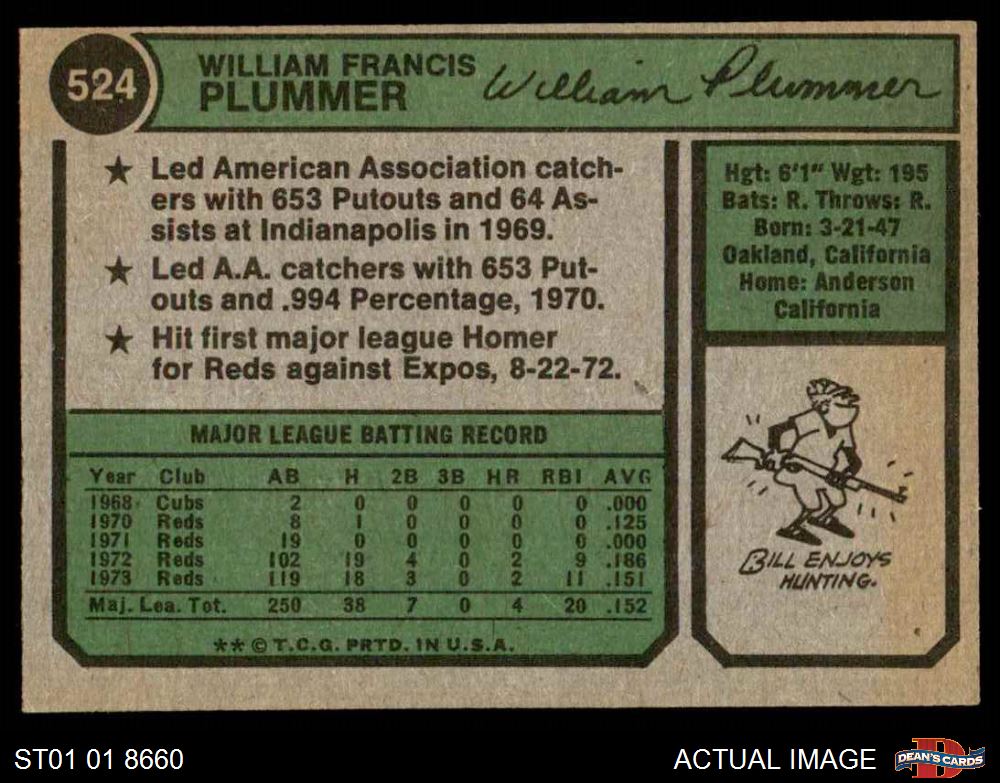 524
WILLIAM FRANCIS
PLUMMER
William Plummer
★ Led American Association catch-
ers with 653 Putouts and 64 As-
sists at Indianapolis in 1969.
★ Led A.A. catchers with 653 Put-
outs and .994 Percentage, 1970.
★ Hit first major league Homer
for Reds against Expos, 8-22-72.
Hgt: 6'1" Wgt: 195
Bats: R. Throws: R.
Born: 3-21-47
Oakland, California
Home: Anderson
California
MAJOR LEAGUE BATTING RECORD
Year Club AB H 2B 3B HR RBI AVG
1968 Cubs 2 0 0 0 0 0 .000
1970 Reds 8 1 0 0 0 0 .125
1971 Reds 19 0 0 0 0 0 .000
1972 Reds 102 19 4 0 2 9 .186
1973 Reds 119 18 3 0 2 11 .151
Maj. Lea. Tot. 250 38 7 0 4 20 .152
** © T.C.G. PRTD. IN U.S.A.
BILL ENJOYS
HUNTING.
ST01 01 8660
ACTUAL IMAGE
D
DEAN'S CARDS